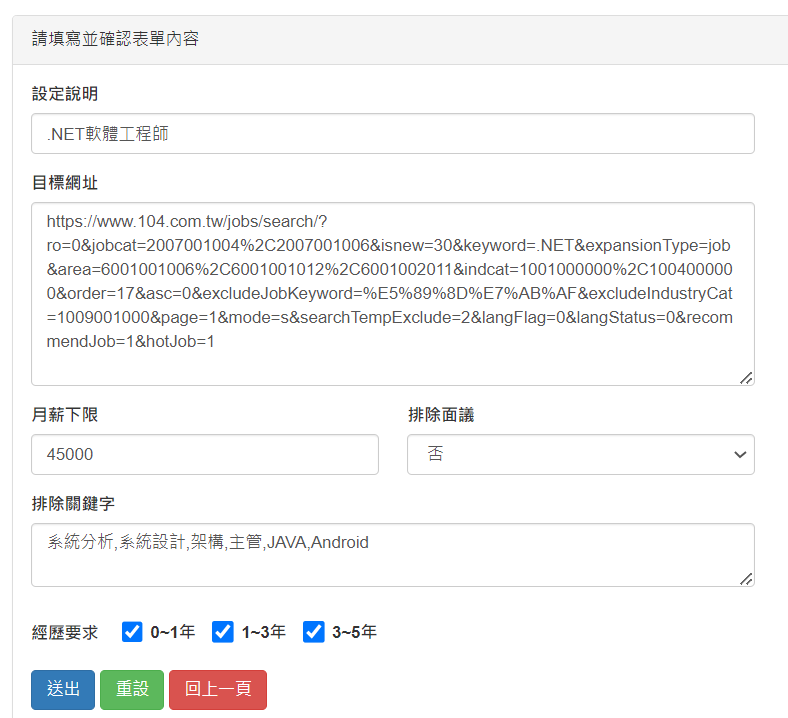 請填寫並確認表單內容
設定說明
.NET軟體工程師
目標網址
https://www.104.com.tw/jobs/search/?
ro=0&jobcat=2007001004%2C2007001006&isnew=30&keyword=.NET&expansionType=job
&area=6001001006%2C6001001012%2C6001002011&indcat=1001000000%2C100400000
0&order=17&asc=0&excludeJobKeyword=%E5%89%8D%E7%AB%AF&excludeIndustryCat
=1009001000&page=1&mode=s&searchTempExclude=2&langFlag=0&langStatus=0&recom
mendJob=1&hotJob=1
月薪下限 排除面議
45000 否
排除關鍵字
系統分析,系統設計,架構,主管,JAVA,Android
經歷要求 0~1年 1~3年 3~5年
送出 重設 回上一頁